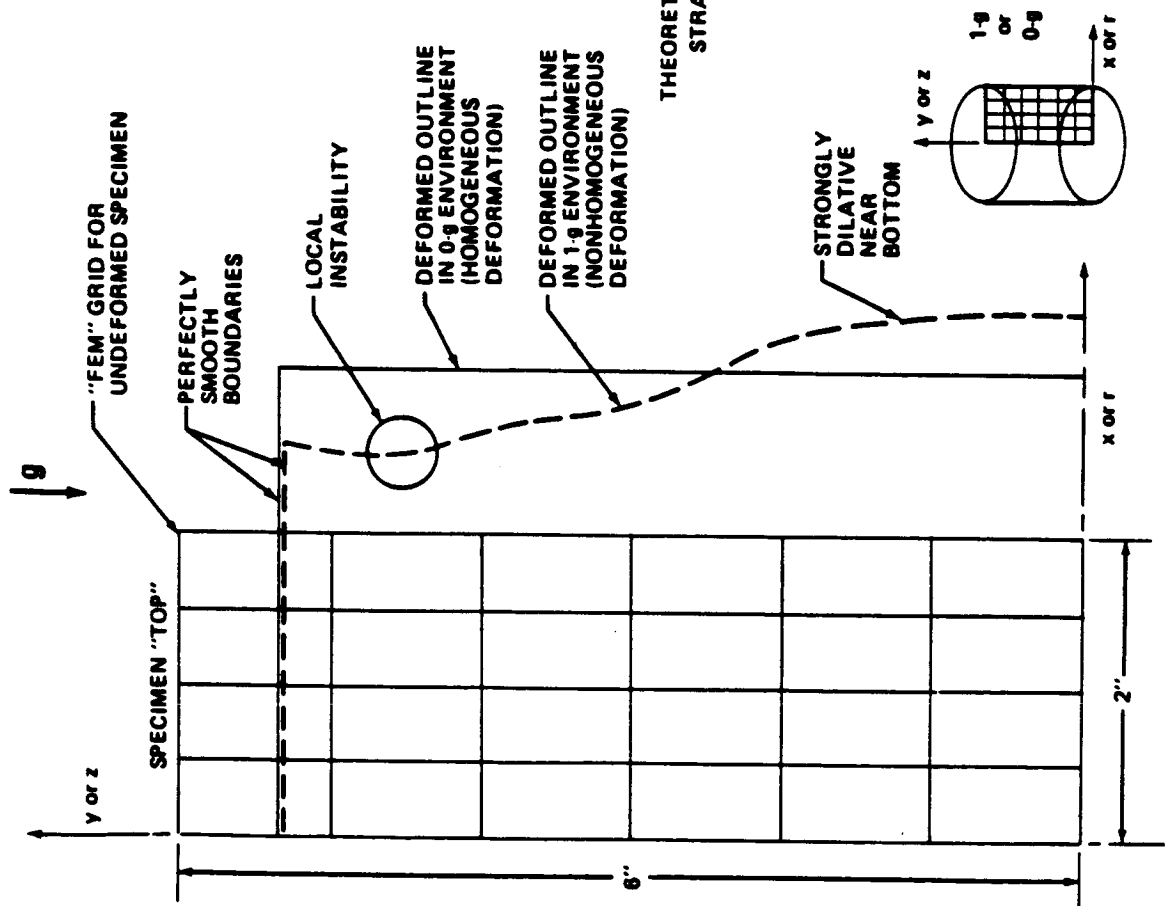 g
"FEM" GRID FOR
UNDEFORMED SPECIMEN
y or z
SPECIMEN "TOP"
PERFECTLY
SMOOTH
BOUNDARIES
LOCAL
INSTABILITY
DEFORMED OUTLINE
IN 0-g ENVIRONMENT
(HOMOGENEOUS
DEFORMATION)
DEFORMED OUTLINE
IN 1-g ENVIRONMENT
(NONHOMOGENEOUS
DEFORMATION)
STRONGLY
DILATIVE
NEAR
BOTTOM
6"
2"
x or r
THEORET
STRA
y or z
1-g
or
0-g
x or r